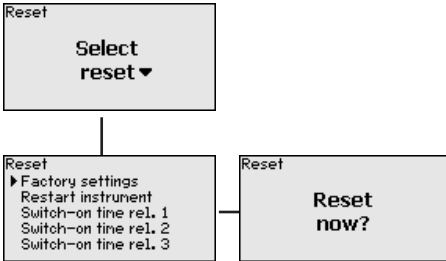 Reset
Select
reset▼
Reset
▶Factory settings
Restart instrument
Switch-on time rel. 1
Switch-on time rel. 2
Switch-on time rel. 3
Reset
Reset
now?